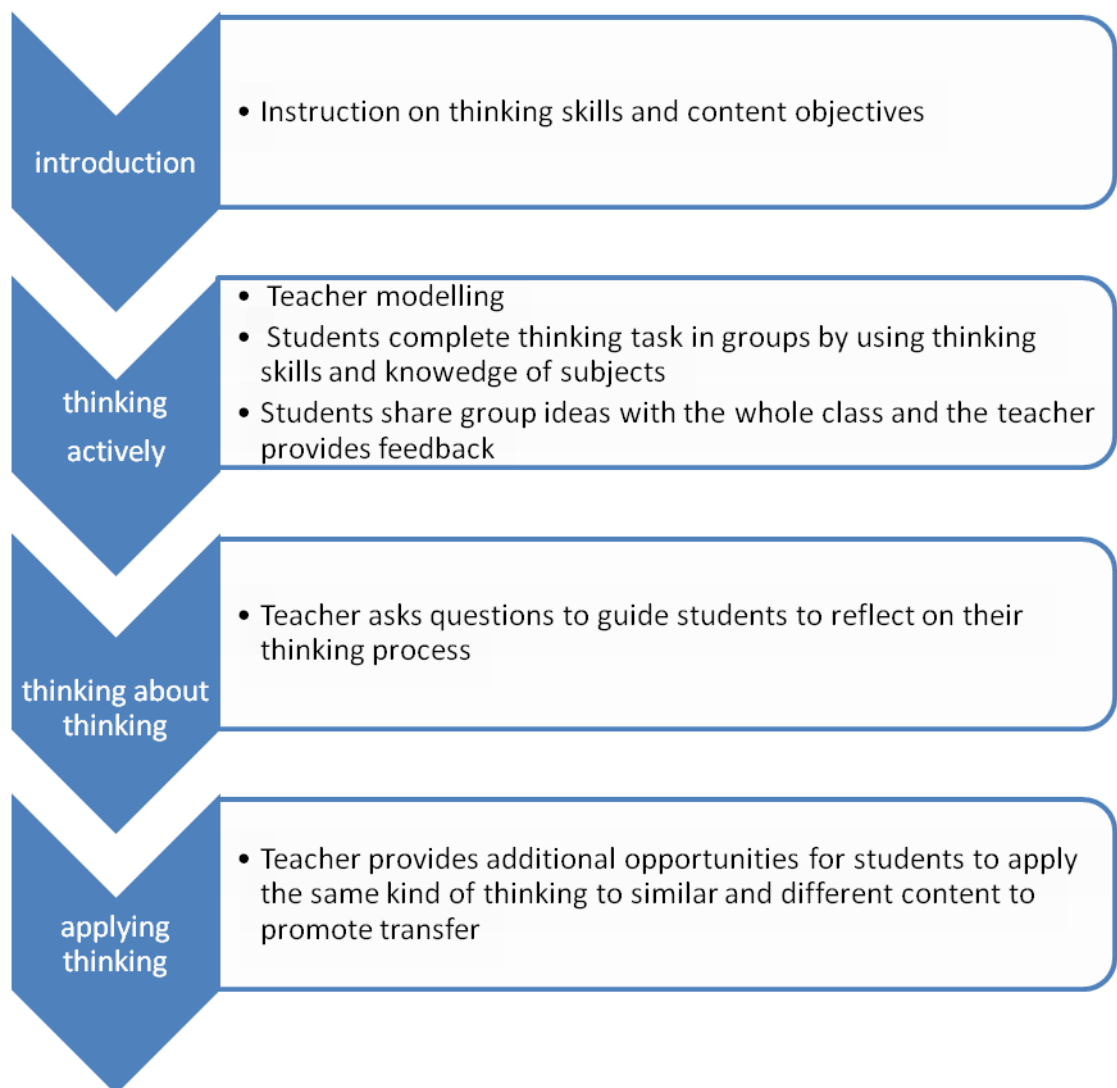 introduction
• Instruction on thinking skills and content objectives
thinking
actively
• Teacher modelling
• Students complete thinking task in groups by using thinking
skills and knowedge of subjects
• Students share group ideas with the whole class and the teacher
provides feedback
thinking about
thinking
• Teacher asks questions to guide students to reflect on their
thinking process
applying
thinking
• Teacher provides additional opportunities for students to apply
the same kind of thinking to similar and different content to
promote transfer